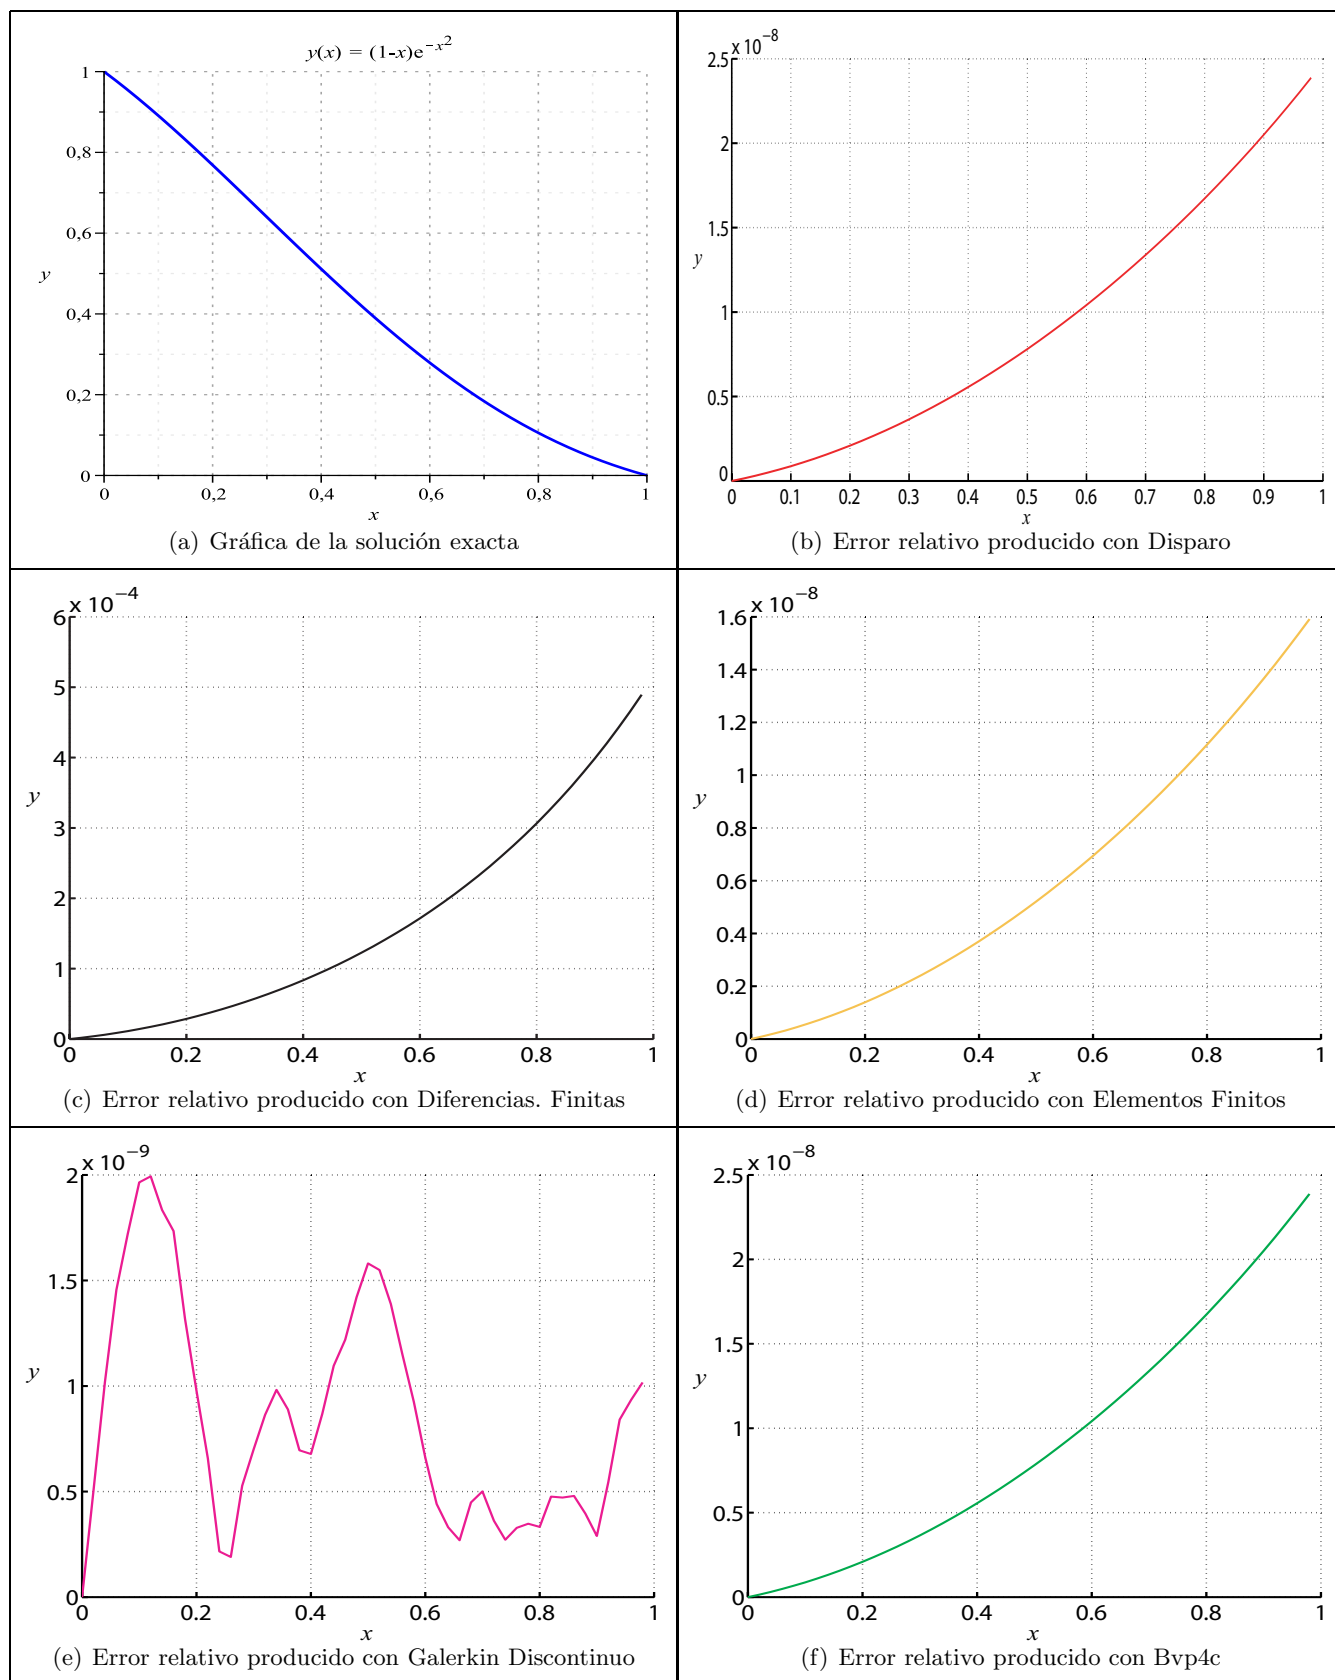 y(x) = (1-x)e^{-x^2}
1
0,8
0,6
y
0,4
0,2
0
0 0,2 0,4 0,6 0,8 1
x
(a) Gráfica de la solución exacta
x 10^{-8}
2.5
2
1.5
y
1
0.5
0
0 0.1 0.2 0.3 0.4 0.5 0.6 0.7 0.8 0.9 1
x
(b) Error relativo producido con Disparo
x 10^{-4}
6
5
4
y
3
2
1
0
0 0.2 0.4 0.6 0.8 1
x
(c) Error relativo producido con Diferencias. Finitas
x 10^{-8}
1.6
1.4
1.2
1
y
0.8
0.6
0.4
0.2
0
0 0.2 0.4 0.6 0.8 1
x
(d) Error relativo producido con Elementos Finitos
x 10^{-9}
2
1.5
y
1
0.5
0
0 0.2 0.4 0.6 0.8 1
x
(e) Error relativo producido con Galerkin Discontinuo
x 10^{-8}
2.5
2
1.5
y
1
0.5
0
0 0.2 0.4 0.6 0.8 1
x
(f) Error relativo producido con Bvp4c